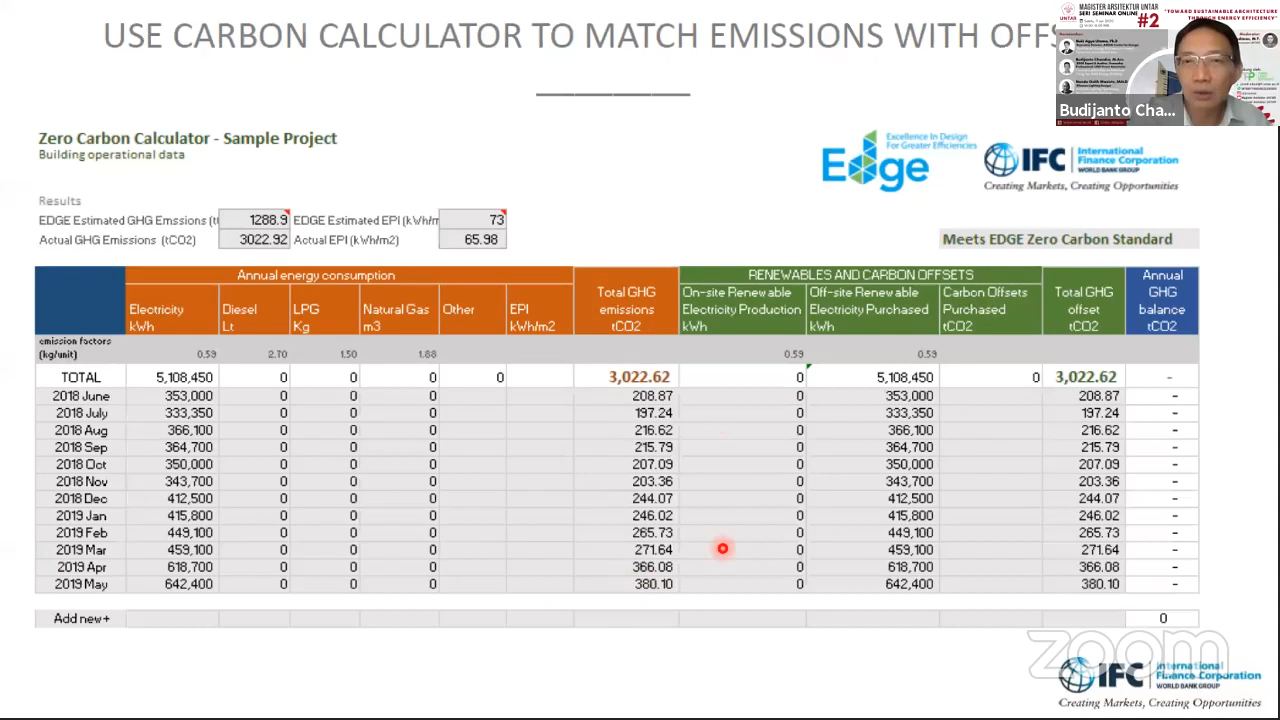 USE CARBON CALCULATOR TO MATCH EMISSIONS WITH
MAGISTER ARSITEKTUR UNTAR
SERI SEMINAR ONLINE
#2
"TOWARD SUSTAINABLE ARCHITECTURE
THROUGH ENERGY EFFICIENCY"
UNTAR
Budijanto Cha...
Zero Carbon Calculator - Sample Project
Building operational data
Edge
Excellence In Design
For Greater Efficiencies
IFC International
Finance Corporation
WORLD BANK GROUP
Creating Markets, Creating Opportunities
Results
EDGE Estimated GHG Emssions (t 1288.9 EDGE Estimated EPI (kWh/m 73
Actual GHG Emissions (tCO2) 3022.92 Actual EPI (kWh/m2) 65.98
Meets EDGE Zero Carbon Standard
Annual energy consumption
Electricity kWh
Diesel Lt
LPG Kg
Natural Gas m3
Other
EPI kWh/m2
Total GHG emissions tCO2
RENEWABLES AND CARBON OFFSETS
On-site Renewable Electricity Production kWh
Off-site Renewable Electricity Purchased kWh
Carbon Offsets Purchased tCO2
Total GHG offset tCO2
Annual GHG balance tCO2
emission factors
(kg/unit) 0.59 2.70 1.50 1.88 0.59 0.59
TOTAL 5,108,450 0 0 0 0 3,022.62 0 5,108,450 0 3,022.62 -
2018 June 353,000 0 0 0 208.87 0 353,000 208.87 -
2018 July 333,350 0 0 0 197.24 0 333,350 197.24 -
2018 Aug 366,100 0 0 0 216.62 0 366,100 216.62 -
2018 Sep 364,700 0 0 0 215.79 0 364,700 215.79 -
2018 Oct 350,000 0 0 0 207.09 0 350,000 207.09 -
2018 Nov 343,700 0 0 0 203.36 0 343,700 203.36 -
2018 Dec 412,500 0 0 0 244.07 0 412,500 244.07 -
2019 Jan 415,800 0 0 0 246.02 0 415,800 246.02 -
2019 Feb 449,100 0 0 0 265.73 0 449,100 265.73 -
2019 Mar 459,100 0 0 0 271.64 0 459,100 271.64 -
2019 Apr 618,700 0 0 0 366.08 0 618,700 366.08 -
2019 May 642,400 0 0 0 380.10 0 642,400 380.10 -
Add new+ 0
zoom
IFC International
Finance Corporation
WORLD BANK GROUP
Creating Markets, Creating Opportunities